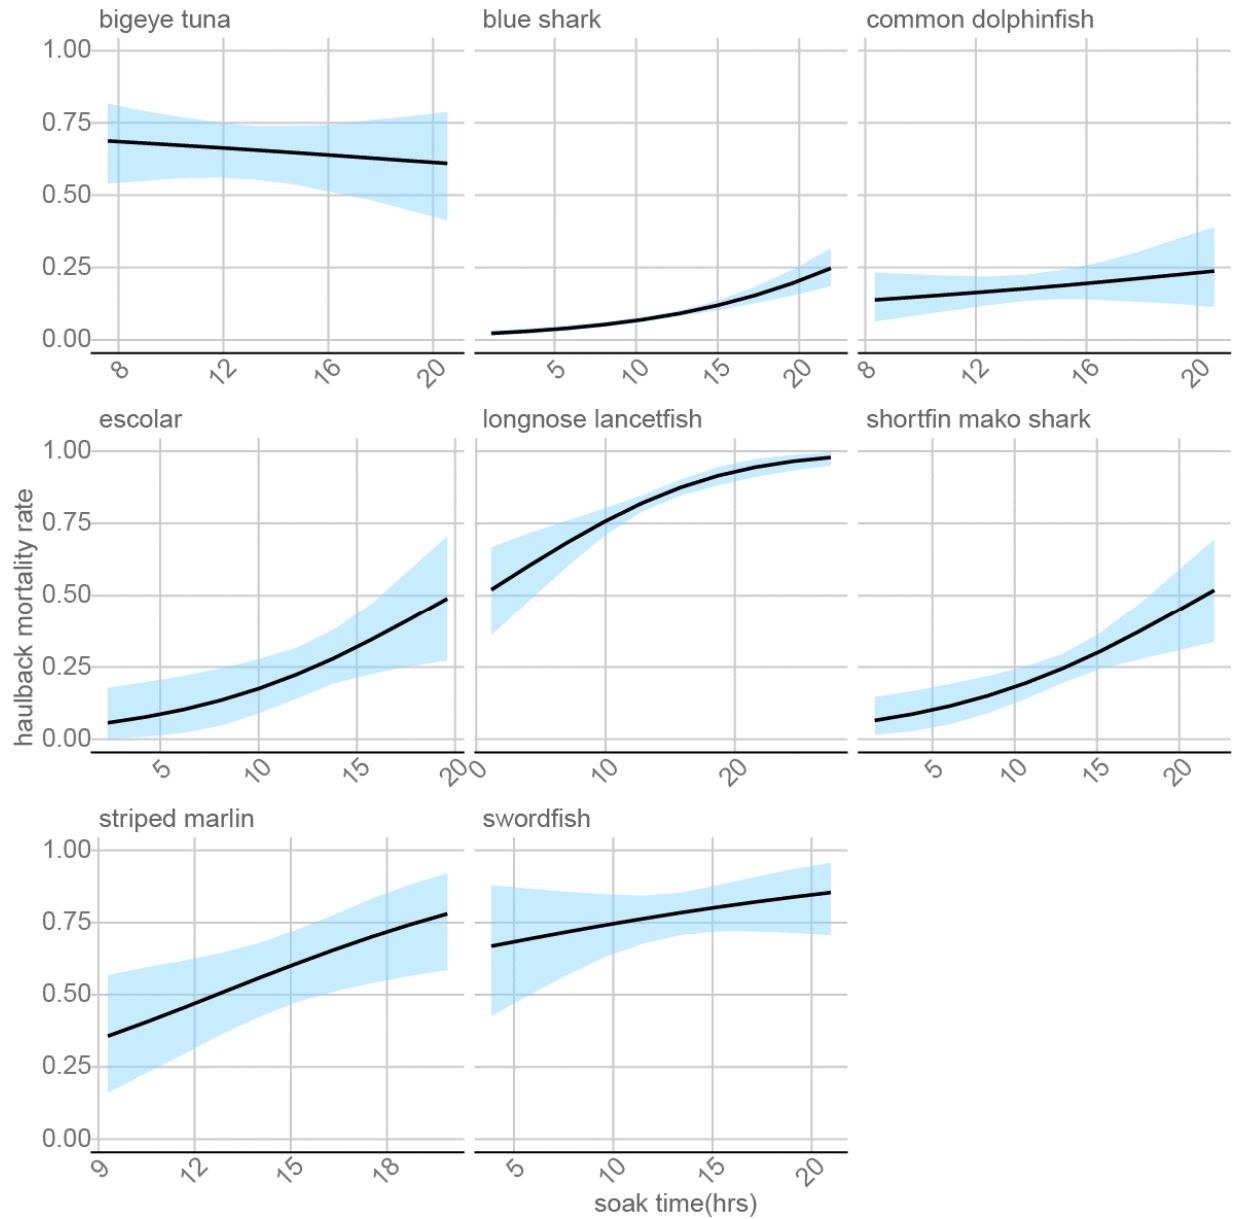 bigeye tuna blue shark common dolphinfish
1.00
0.75
0.50
0.25
0.00
8 12 16 20 5 10 15 20 8 12 16 20
escolar longnose lancetfish shortfin mako shark
1.00
0.75
0.50
0.25
0.00
5 10 15 20 0 10 20 5 10 15 20
haulback mortality rate
striped marlin swordfish
1.00
0.75
0.50
0.25
0.00
9 12 15 18 5 10 15 20
soak time(hrs)